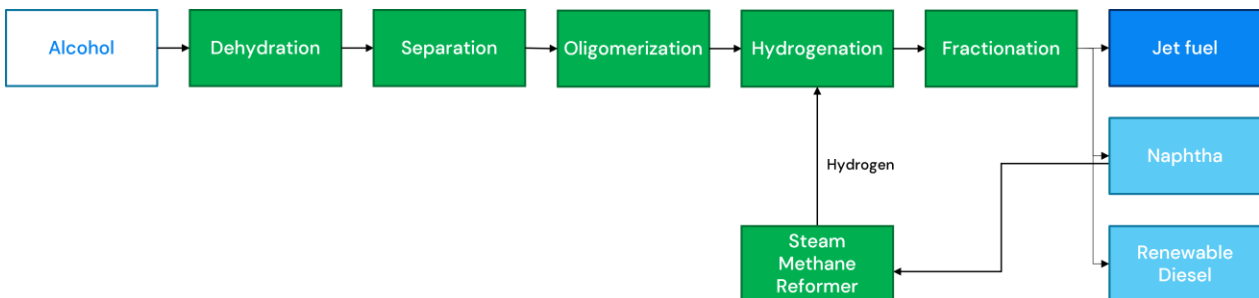 Alcohol
Dehydration
Separation
Oligomerization
Hydrogenation
Fractionation
Jet fuel
Hydrogen
Naphtha
Steam
Methane
Reformer
Renewable
Diesel